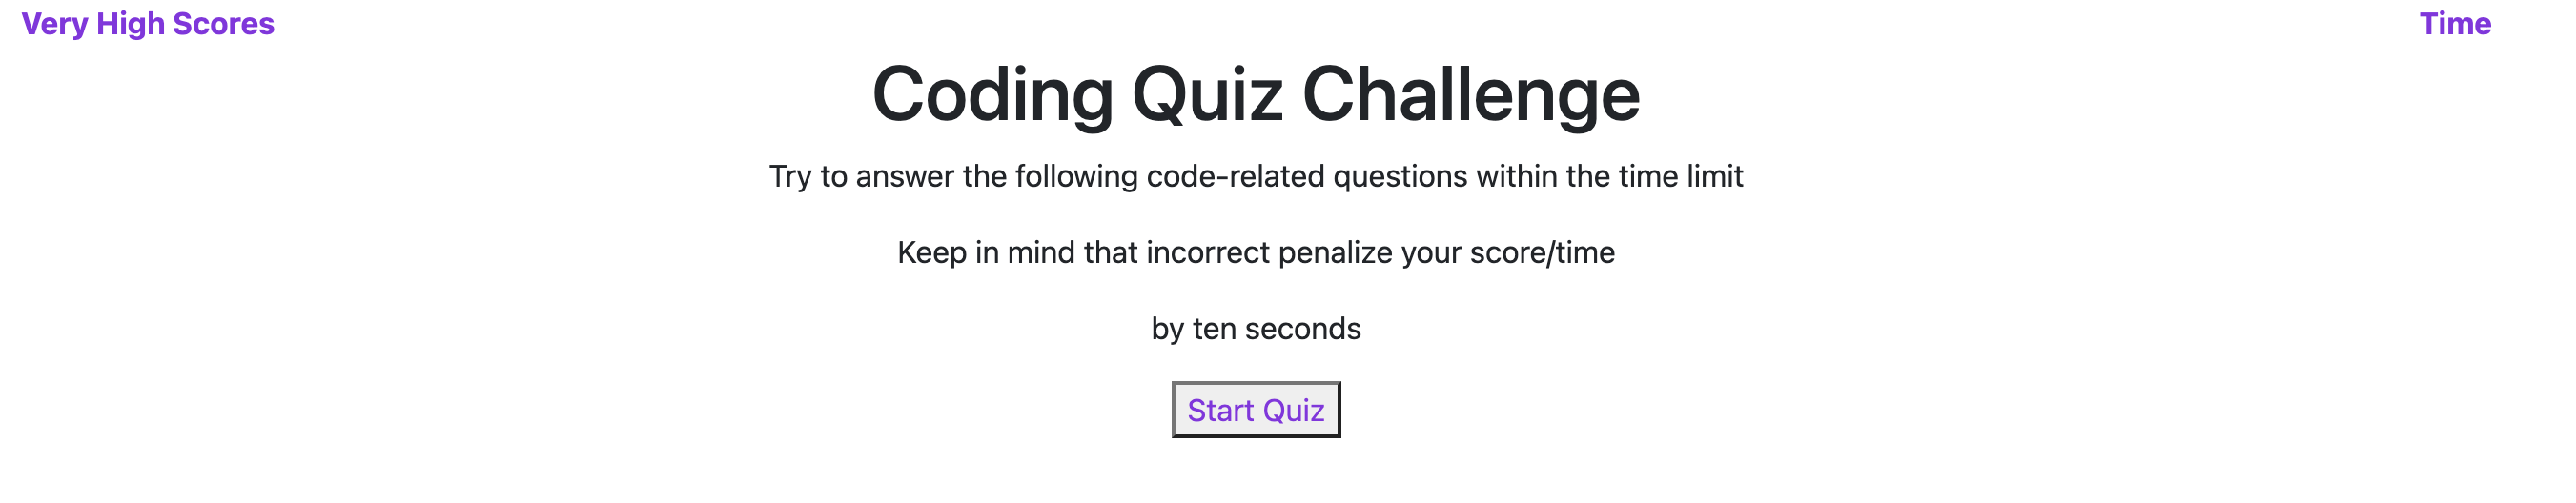 Very High Scores
Time
Coding Quiz Challenge
Try to answer the following code-related questions within the time limit
Keep in mind that incorrect penalize your score/time
by ten seconds
Start Quiz